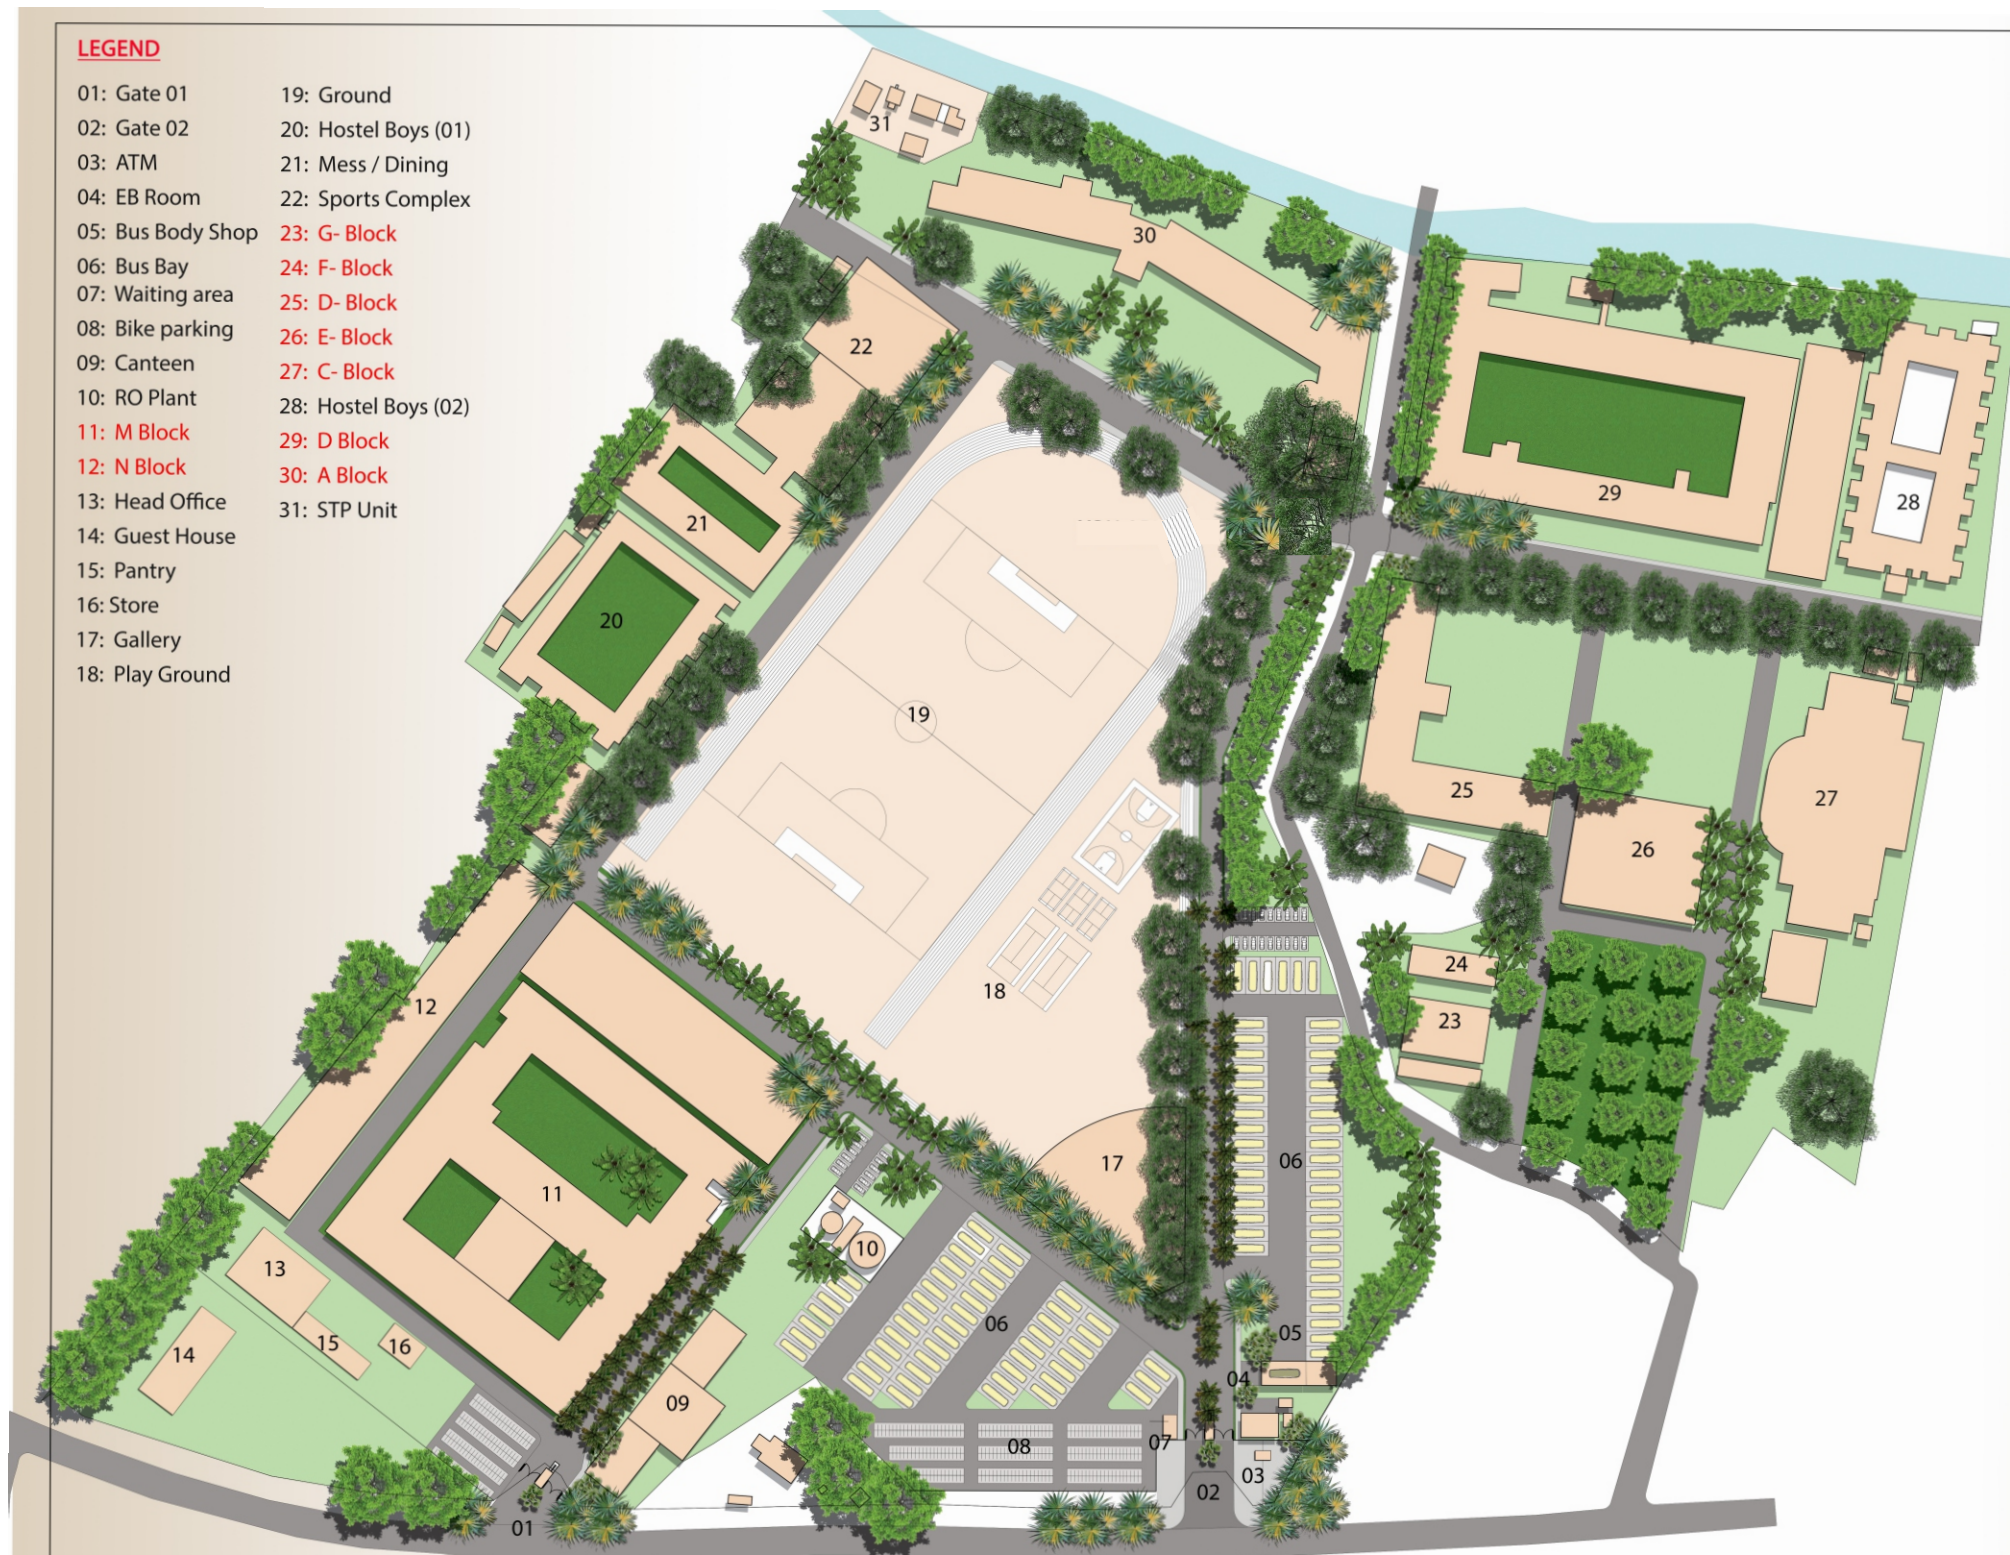 LEGEND
01: Gate 01
02: Gate 02
03: ATM
04: EB Room
05: Bus Body Shop
06: Bus Bay
07: Waiting area
08: Bike parking
09: Canteen
10: RO Plant
11: M Block
12: N Block
13: Head Office
14: Guest House
15: Pantry
16: Store
17: Gallery
18: Play Ground
19: Ground
20: Hostel Boys (01)
21: Mess / Dining
22: Sports Complex
23: G- Block
24: F- Block
25: D- Block
26: E- Block
27: C- Block
28: Hostel Boys (02)
29: D Block
30: A Block
31: STP Unit
31
30
22
29
28
21
20
19
25
27
26
24
12
18
23
17
06
11
10
13
06
05
15
16
14
04
09
08
07
03
02
01